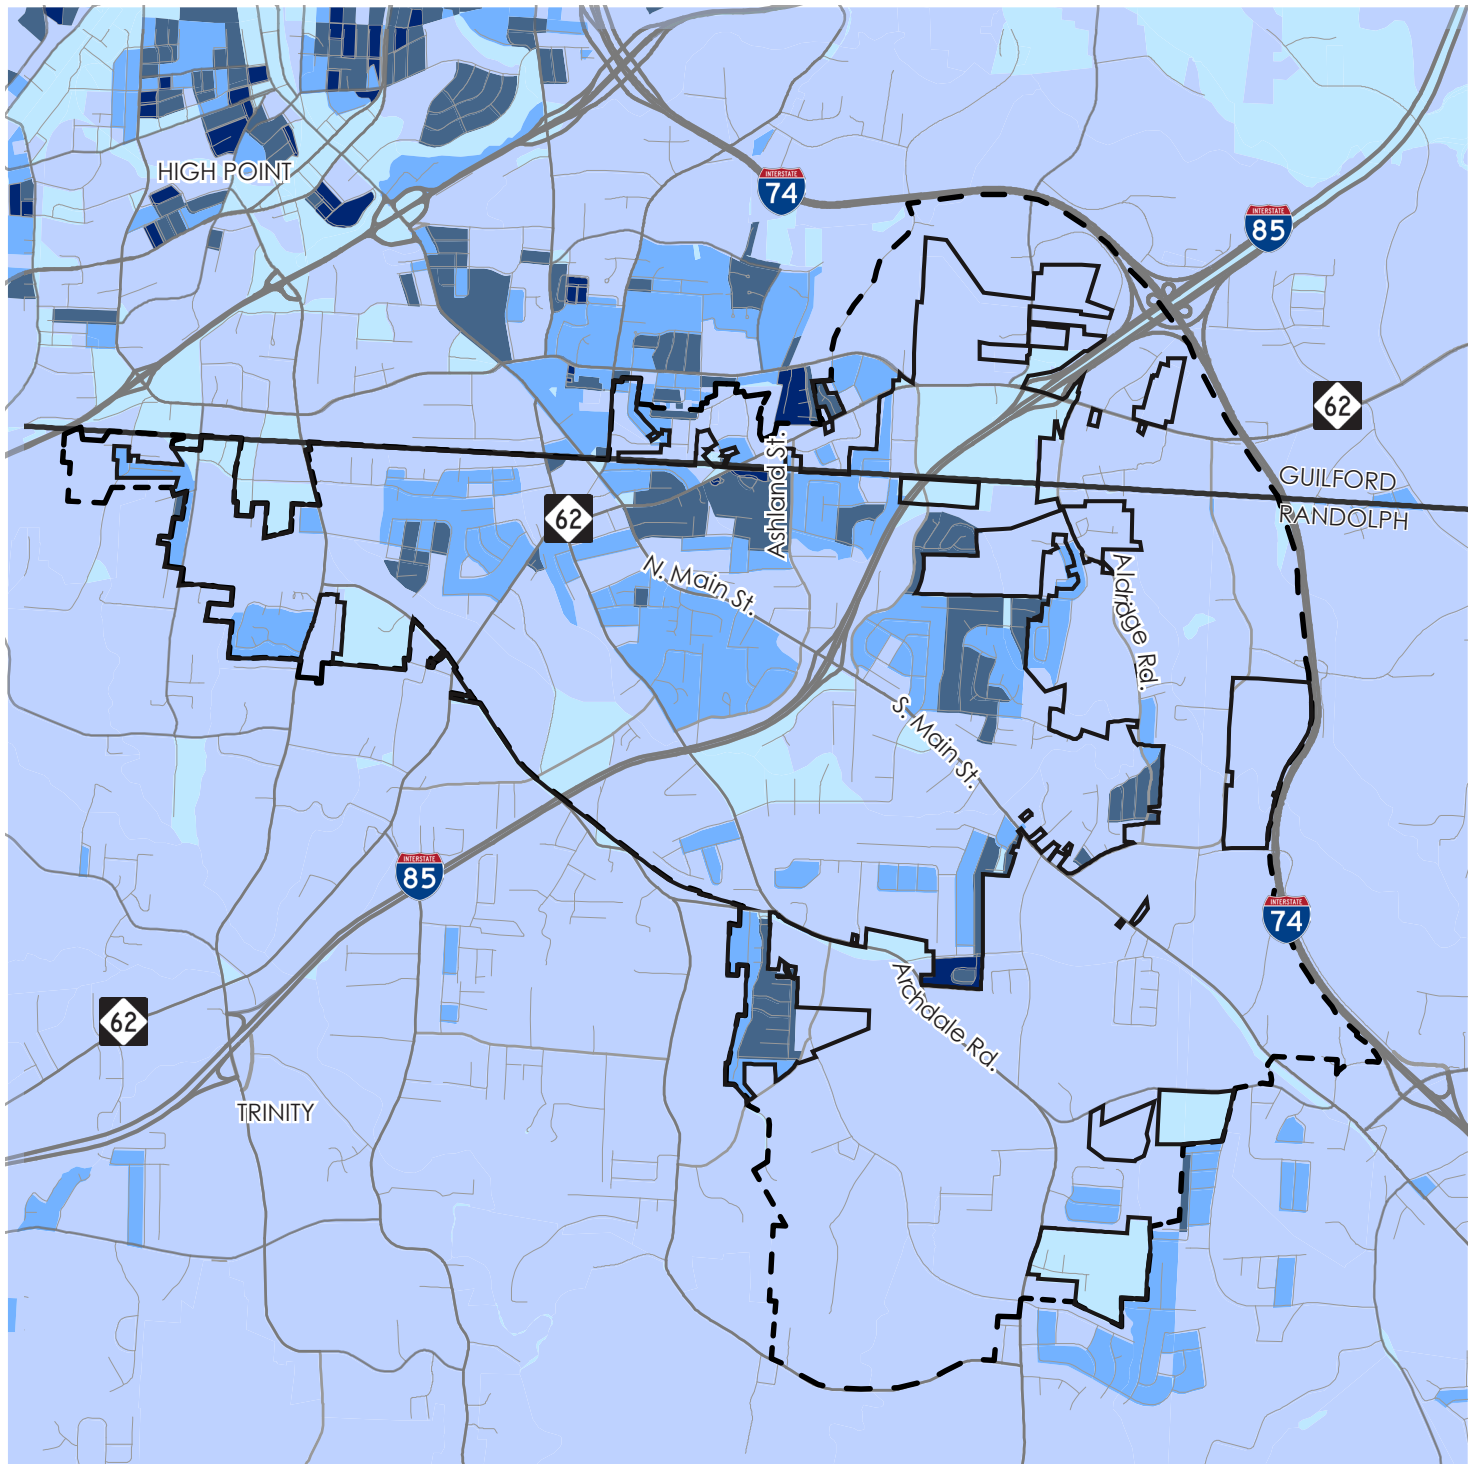 HIGH POINT
INTERSTATE
74
INTERSTATE
85
62
GUILFORD
RANDOLPH
Ashland St.
62
N. Main St.
Aldridge Rd.
S. Main St.
INTERSTATE
85
INTERSTATE
74
Archdale Rd.
62
TRINITY